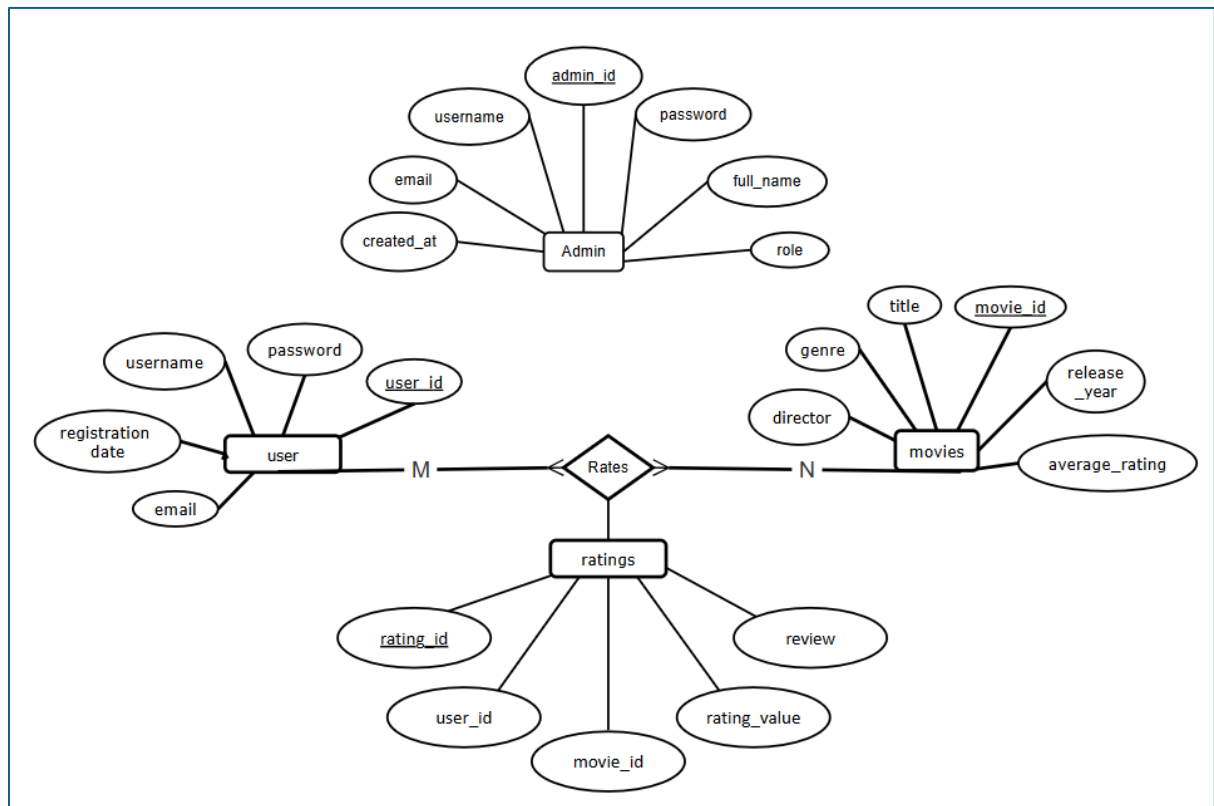 admin_id
username
password
email
full_name
created_at
Admin
role
title
movie_id
genre
release
_year
director
movies
average_rating
username
password
user_id
registration
date
user
email
M
Rates
N
ratings
rating_id
review
user_id
rating_value
movie_id